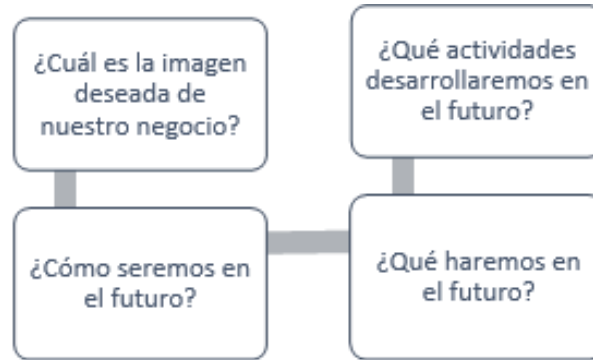 ¿Cuál es la imagen
deseada de
nuestro negocio?
¿Cómo seremos en
el futuro?
¿Qué haremos en
el futuro?
¿Qué actividades
desarrollaremos en
el futuro?